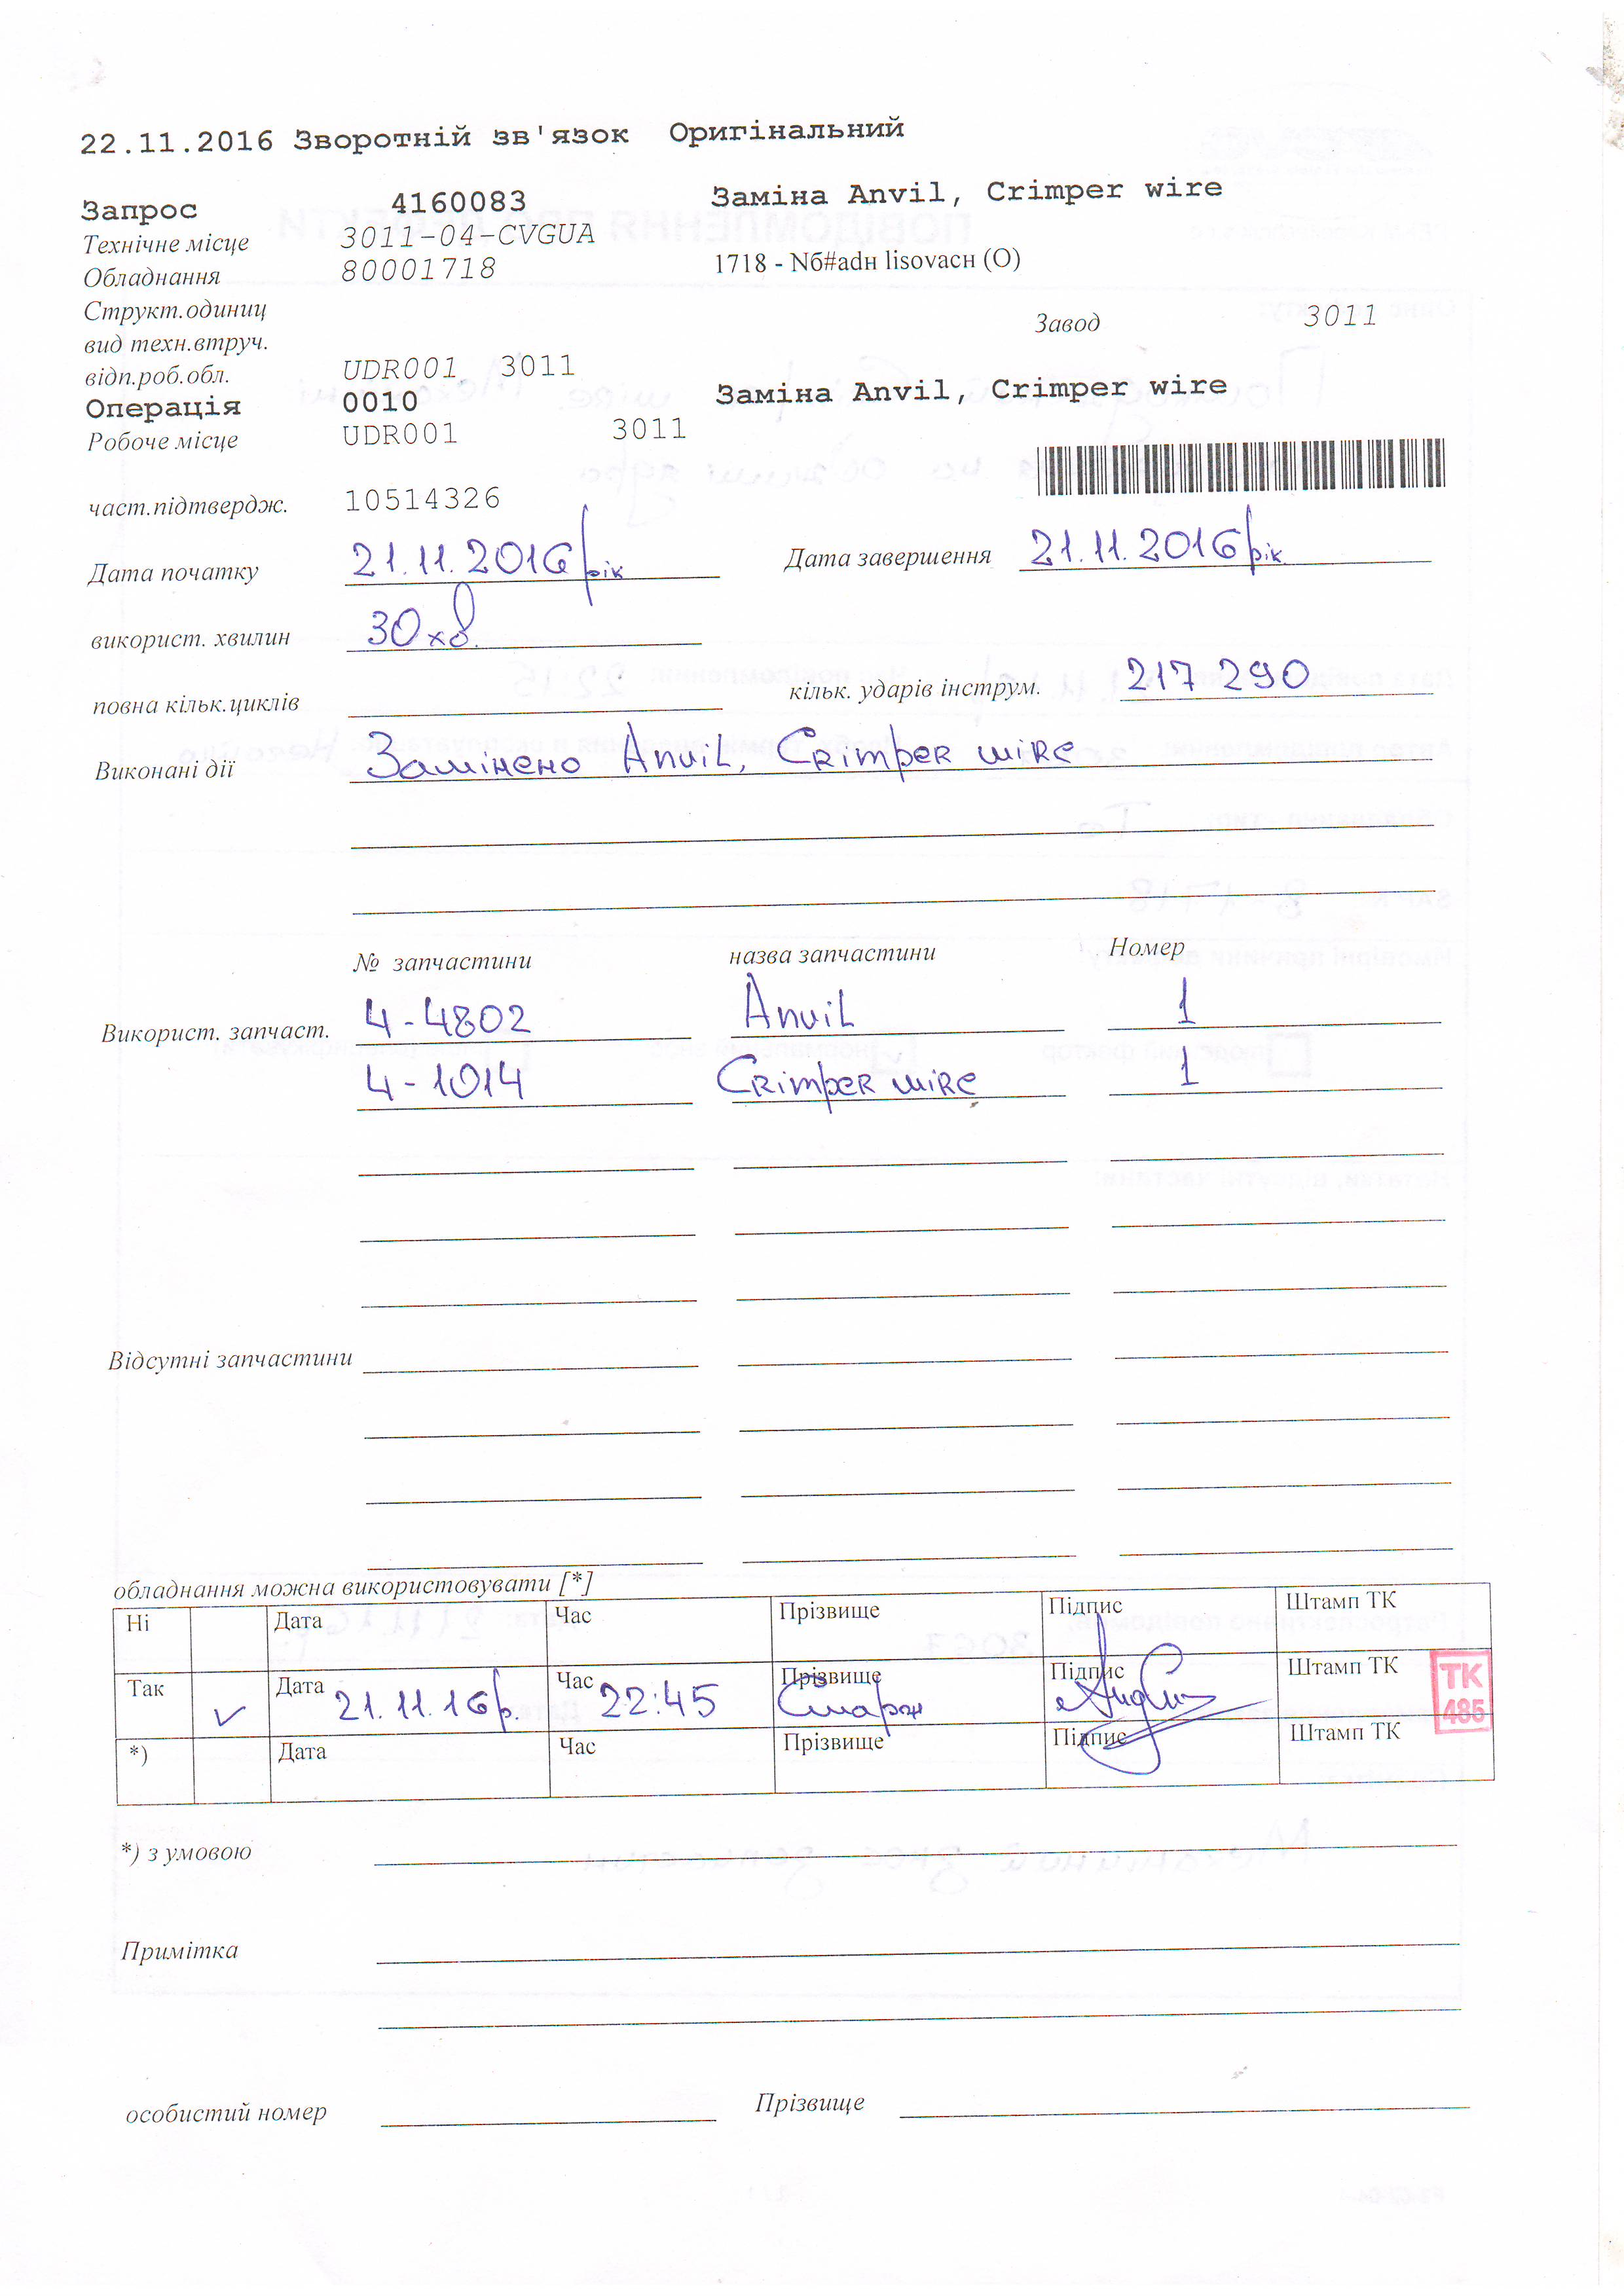 22.11.2016 Зворотній зв'язок Оригінальний
Запрос 4160083 Заміна Anvil, Crimper wire
Технічне місце 3011-04-CVGUA
Обладнання 80001718 1718 - Nб#adн lisovacн (O)
Структ.одиниц
Завод 3011
вид техн.втруч.
відп.роб.обл. UDR001 3011
Операція 0010 Заміна Anvil, Crimper wire
Робоче місце UDR001 3011
част.підтвердж. 10514326
Дата початку 21.11.2016рік Дата завершення 21.11.2016рік
використ. хвилин 30хв.
повна кільк.циклів кільк. ударів інструм. 217 290
Виконані дії Замінено Anvil, Crimper wire
№ запчастини назва запчастини Номер
Використ. запчаст. 4-4802 Anvil 1
4-1014 Crimper wire 1
Відсутні запчастини
обладнання можна використовувати [*]
Ні Дата Час Прізвище Підпис Штамп ТК
Так ✓ Дата 21.11.16р. Час 22:45 Прізвище Підпис Штамп ТК ТК 485
*) Дата Час Прізвище Підпис Штамп ТК
*) з умовою
Примітка
особистий номер Прізвище